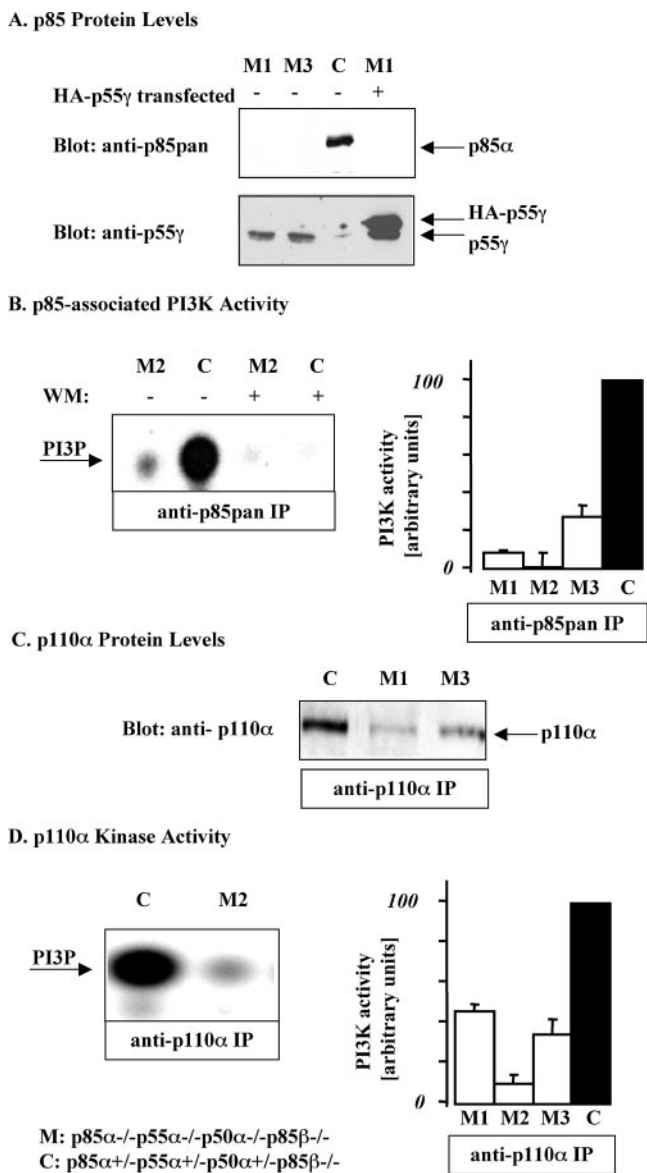 A. p85 Protein Levels
M1 M3 C M1
HA-p55γ transfected - - - +
Blot: anti-p85pan
p85α
Blot: anti-p55γ
HA-p55γ
p55γ
B. p85-associated PI3K Activity
M2 C M2 C
WM: - - + +
PI3P
anti-p85pan IP
PI3K activity
[arbitrary units]
100
0
M1 M2 M3 C
anti-p85pan IP
C. p110α Protein Levels
C M1 M3
Blot: anti- p110α
p110α
anti-p110α IP
D. p110α Kinase Activity
C M2
PI3P
anti-p110α IP
PI3K activity
[arbitrary units]
100
0
M1 M2 M3 C
anti-p110α IP
M: p85α-/-p55α-/-p50α-/-p85β-/-
C: p85α+/-p55α+/-p50α+/-p85β-/-